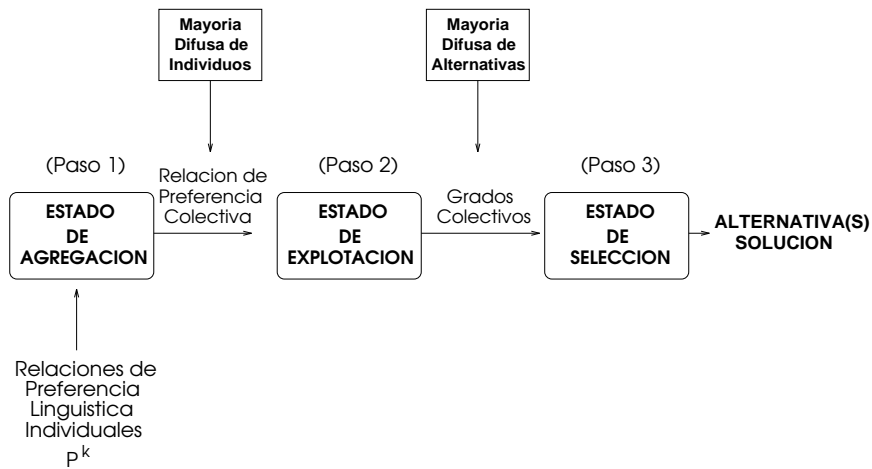 Mayoria
Difusa de
Individuos
Mayoria
Difusa de
Alternativas
(Paso 1)
Relacion de
Preferencia
Colectiva
(Paso 2)
Grados
Colectivos
(Paso 3)
ESTADO
DE
AGREGACION
ESTADO
DE
EXPLOTACION
ESTADO
DE
SELECCION
ALTERNATIVA(S)
SOLUCION
Relaciones de
Preferencia
Linguistica
Individuales
P^k